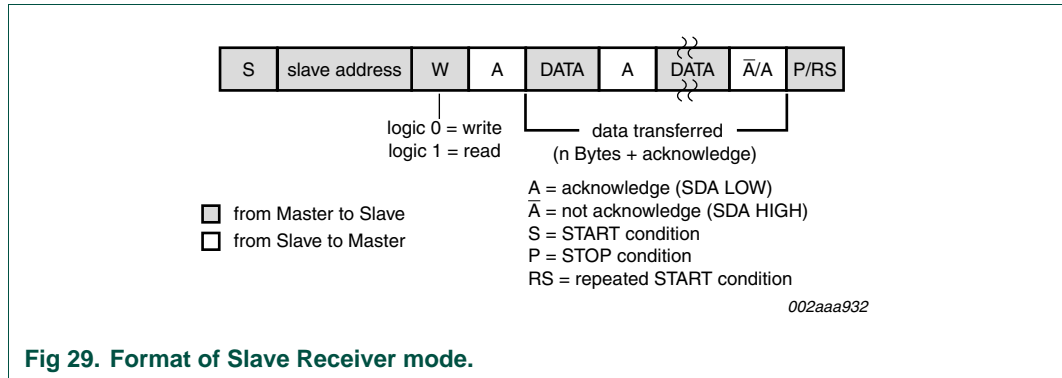 S slave address W A DATA A DATA A̅/A P/RS
logic 0 = write
logic 1 = read
data transferred
(n Bytes + acknowledge)
A = acknowledge (SDA LOW)
A̅ = not acknowledge (SDA HIGH)
S = START condition
P = STOP condition
RS = repeated START condition
from Master to Slave
from Slave to Master
002aaa932
Fig 29. Format of Slave Receiver mode.